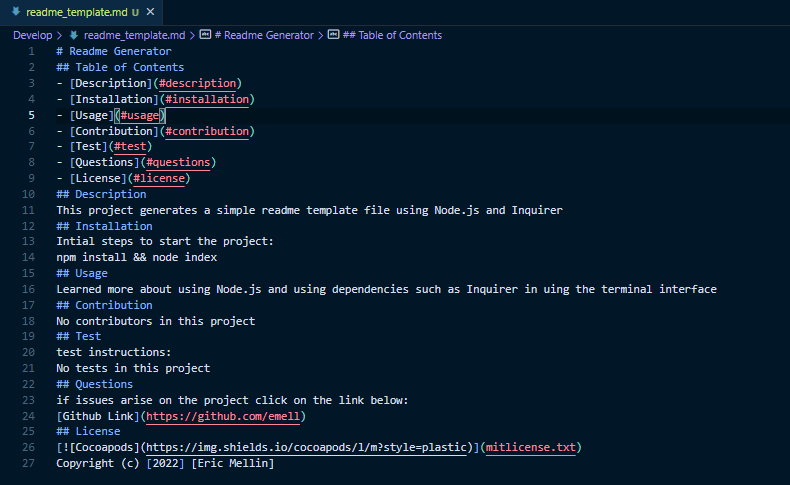 readme_template.md U ×
Develop > readme_template.md > # Readme Generator > ## Table of Contents
1 # Readme Generator
2 ## Table of Contents
3 - [Description](#description)
4 - [Installation](#installation)
5 - [Usage](#usage)
6 - [Contribution](#contribution)
7 - [Test](#test)
8 - [Questions](#questions)
9 - [License](#license)
10 ## Description
11 This project generates a simple readme template file using Node.js and Inquirer
12 ## Installation
13 Intial steps to start the project:
14 npm install && node index
15 ## Usage
16 Learned more about using Node.js and using dependencies such as Inquirer in uing the terminal interface
17 ## Contribution
18 No contributors in this project
19 ## Test
20 test instructions:
21 No tests in this project
22 ## Questions
23 if issues arise on the project click on the link below:
24 [Github Link](https://github.com/emell)
25 ## License
26 [![Cocoapods](https://img.shields.io/cocoapods/l/m?style=plastic)](mitlicense.txt)
27 Copyright (c) [2022] [Eric Mellin]